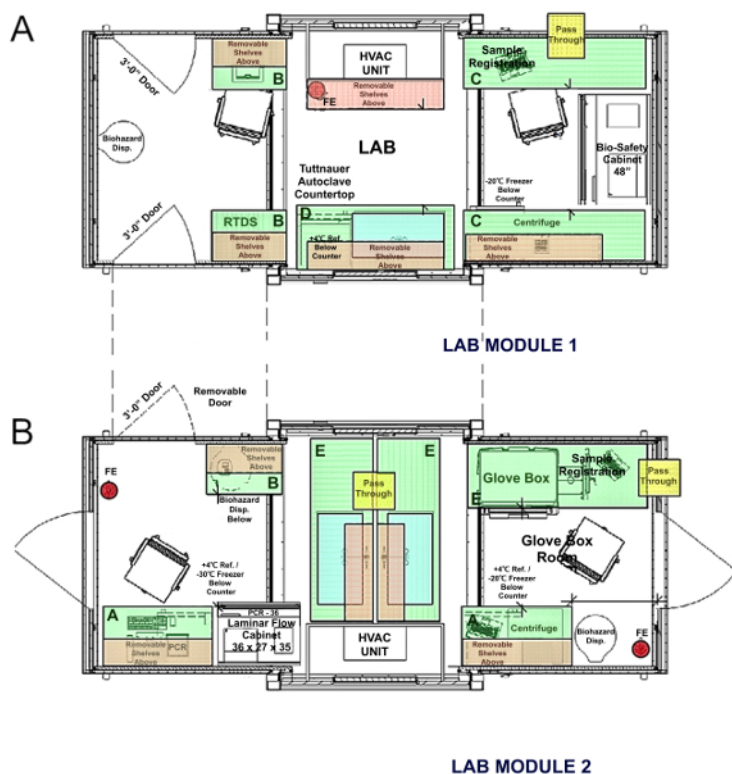 A
3'-0" Door
Removable
Shelves
Above
B
Biohazard
Disp.
3'-0" Door
RTDS
B
Removable
Shelves
Above
HVAC
UNIT
Removable
Shelves
Above
FE
LAB
Tuttnauer
Autoclave
Countertop
D
+4℃ Ref.
Below
Counter
Removable
Shelves
Above
Sample
Registration
Pass
Through
C
Bio-Safety
Cabinet
48"
-20℃ Freezer
Below
Counter
C
Centrifuge
Removable
Shelves
Above
LAB MODULE 1
B
3'-0" Door
Removable
Door
FE
Removable
Shelves
Above
B
Biohazard
Disp.
Below
+4℃ Ref. /
-30℃ Freezer
Below
Counter
A
Removable
Shelves
Above
PCR
PCR - 36
Laminar Flow
Cabinet
36 x 27 x 35
E
E
Pass
Through
HVAC
UNIT
Glove Box
E
Sample
Registration
Pass
Through
Glove Box
Room
+4℃ Ref. /
-20℃ Freezer
Below
Counter
A
Centrifuge
Removable
Shelves
Above
Biohazard
Disp.
FE
LAB MODULE 2